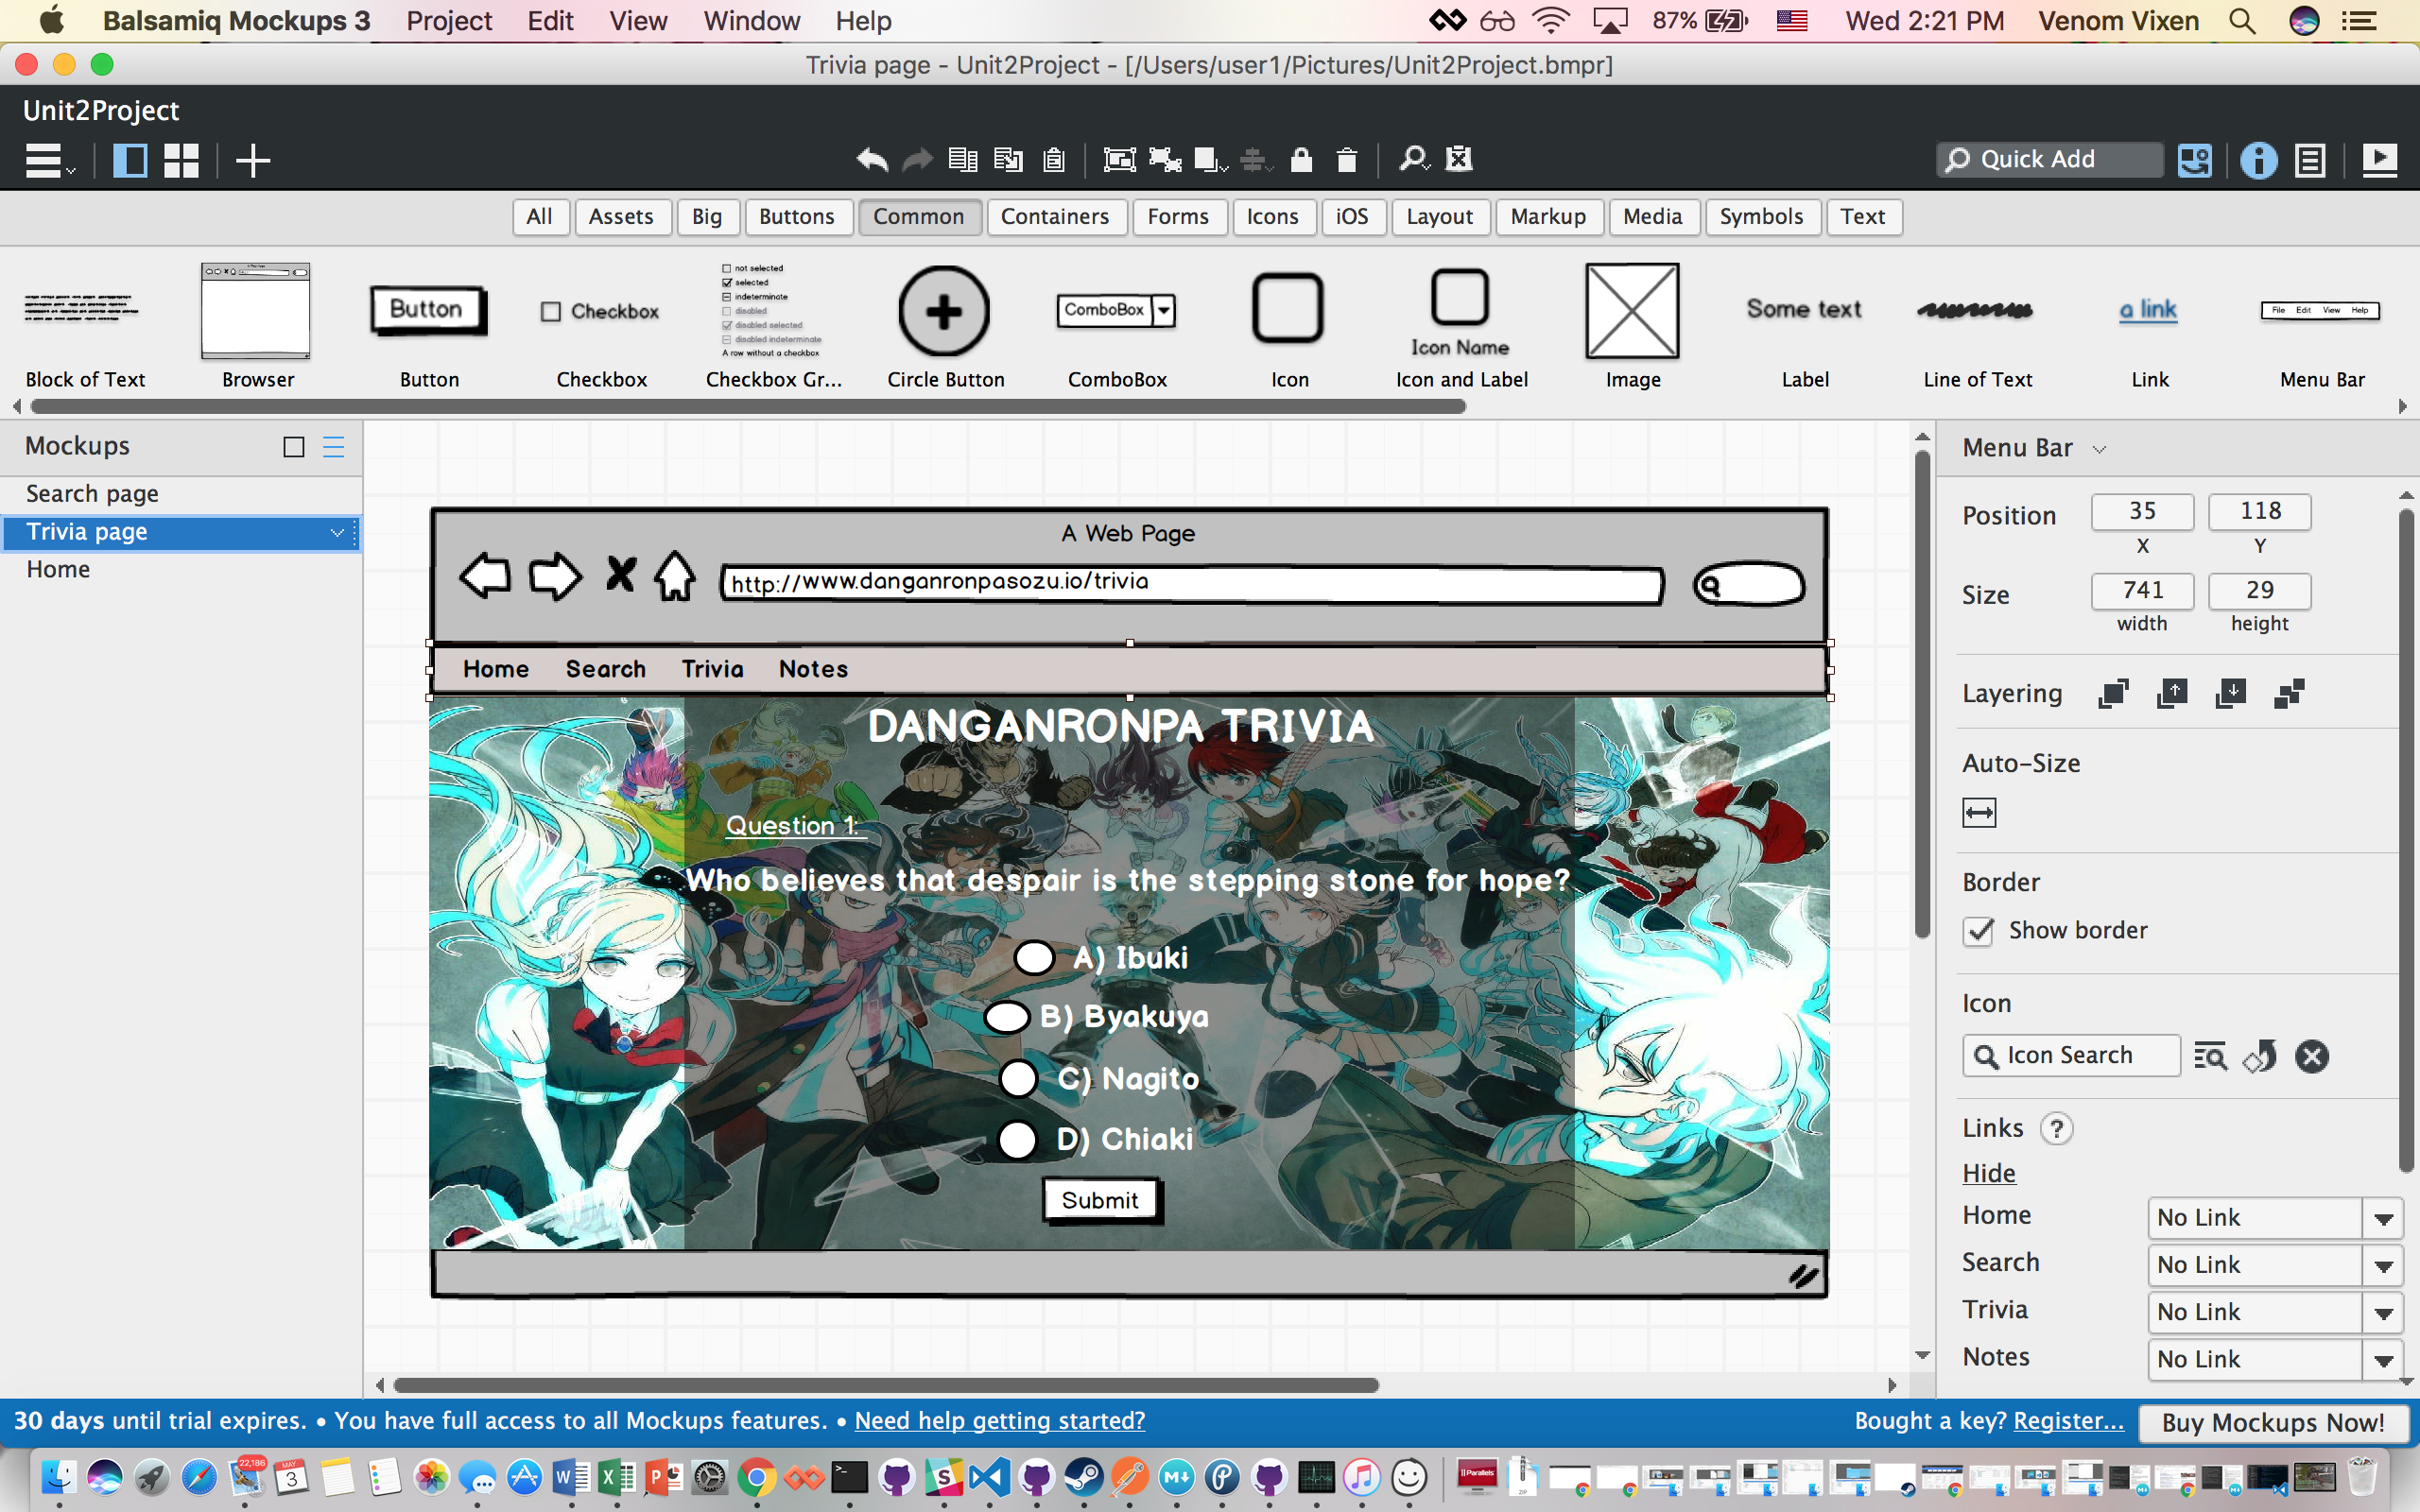 Balsamiq Mockups 3 Project Edit View Window Help 87% Wed 2:21 PM Venom Vixen
Trivia page - Unit2Project - [/Users/user1/Pictures/Unit2Project.bmpr]
Unit2Project
Quick Add
All Assets Big Buttons Common Containers Forms Icons iOS Layout Markup Media Symbols Text
not selected
selected
indeterminate
disabled
disabled selected
disabled indeterminate
A row without a checkbox
Button Checkbox ComboBox Icon Name Some text a link File Edit View Help
Block of Text Browser Button Checkbox Checkbox Gr... Circle Button ComboBox Icon Icon and Label Image Label Line of Text Link Menu Bar
Mockups
Search page
Trivia page
Home
A Web Page
http://www.danganronpasozu.io/trivia
Home Search Trivia Notes
DANGANRONPA TRIVIA
Question 1:
Who believes that despair is the stepping stone for hope?
A) Ibuki
B) Byakuya
C) Nagito
D) Chiaki
Submit
Menu Bar
Position 35 118
X Y
Size 741 29
width height
Layering
Auto-Size
Border
Show border
Icon
Icon Search
Links ?
Hide
Home No Link
Search No Link
Trivia No Link
Notes No Link
30 days until trial expires. • You have full access to all Mockups features. • Need help getting started? Bought a key? Register... Buy Mockups Now!
22,186
MAY
3
|| Parallels
ZIP